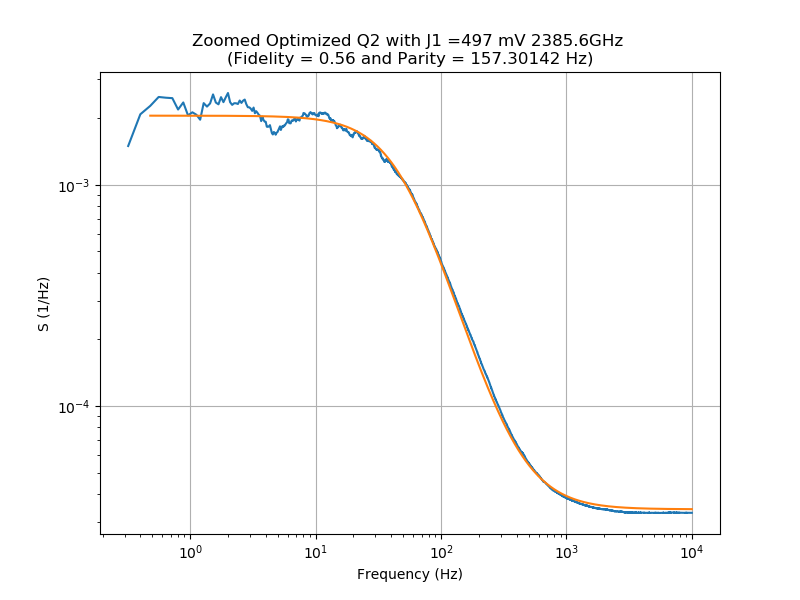 Zoomed Optimized Q2 with J1 =497 mV 2385.6GHz
(Fidelity = 0.56 and Parity = 157.30142 Hz)
S (1/Hz)
10⁻³
10⁻⁴
10⁰ 10¹ 10² 10³ 10⁴
Frequency (Hz)